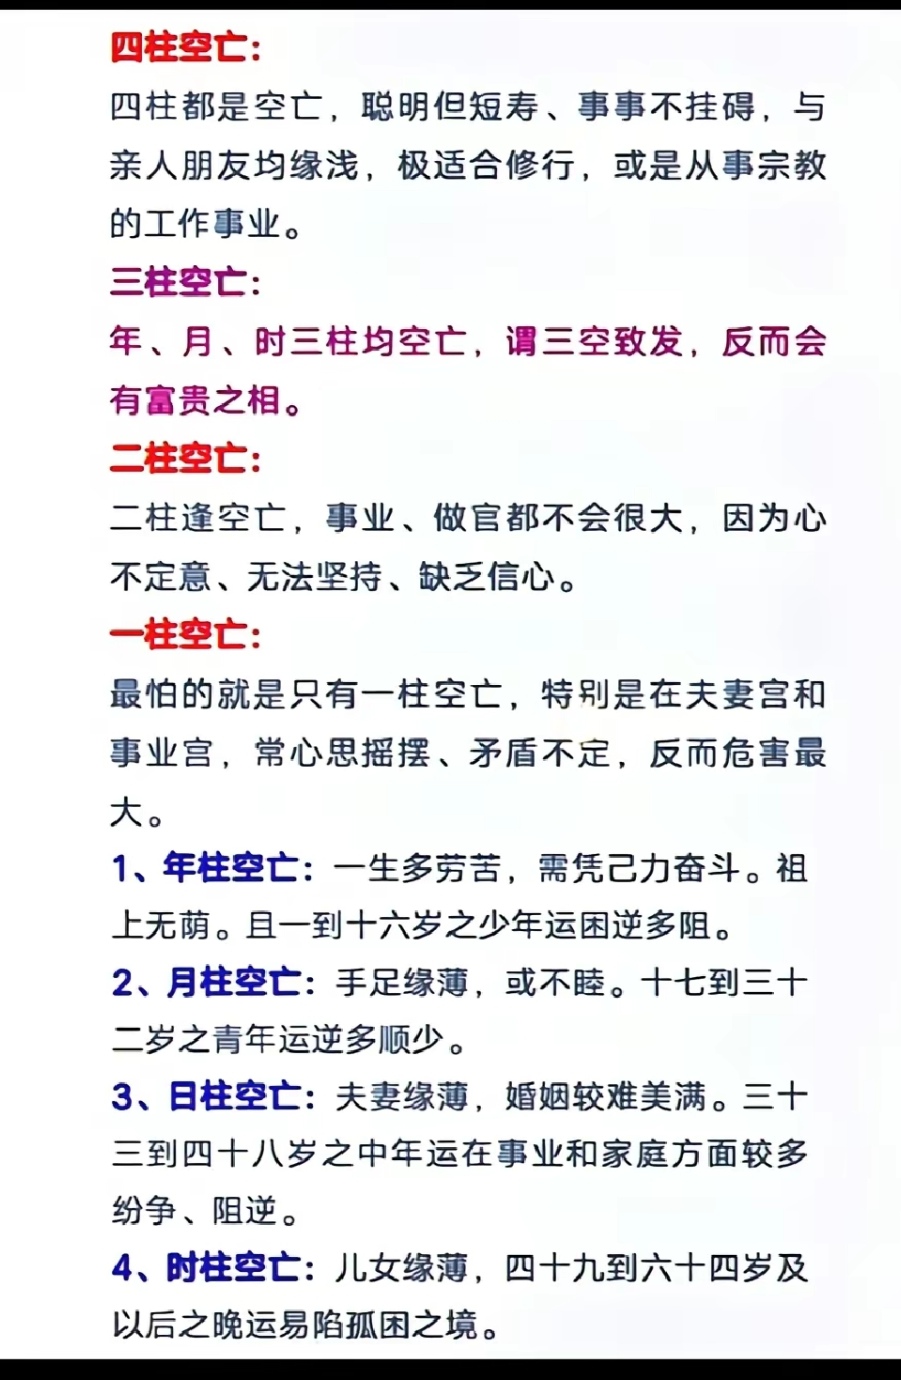 四柱空亡：
四柱都是空亡，聪明但短寿、事事不挂碍，与
亲人朋友均缘浅，极适合修行，或是从事宗教
的工作事业。
三柱空亡：
年、月、时三柱均空亡，谓三空致发，反而会
有富贵之相。
二柱空亡：
二柱逢空亡，事业、做官都不会很大，因为心
不定意、无法坚持、缺乏信心。
一柱空亡：
最怕的就是只有一柱空亡，特别是在夫妻宫和
事业宫，常心思摇摆、矛盾不定，反而危害最
大。
1、年柱空亡：一生多劳苦，需凭己力奋斗。祖
上无荫。且一到十六岁之少年运困逆多阻。
2、月柱空亡：手足缘薄，或不睦。十七到三十
二岁之青年运逆多顺少。
3、日柱空亡：夫妻缘薄，婚姻较难美满。三十
三到四十八岁之中年运在事业和家庭方面较多
纷争、阻逆。
4、时柱空亡：儿女缘薄，四十九到六十四岁及
以后之晚运易陷孤困之境。